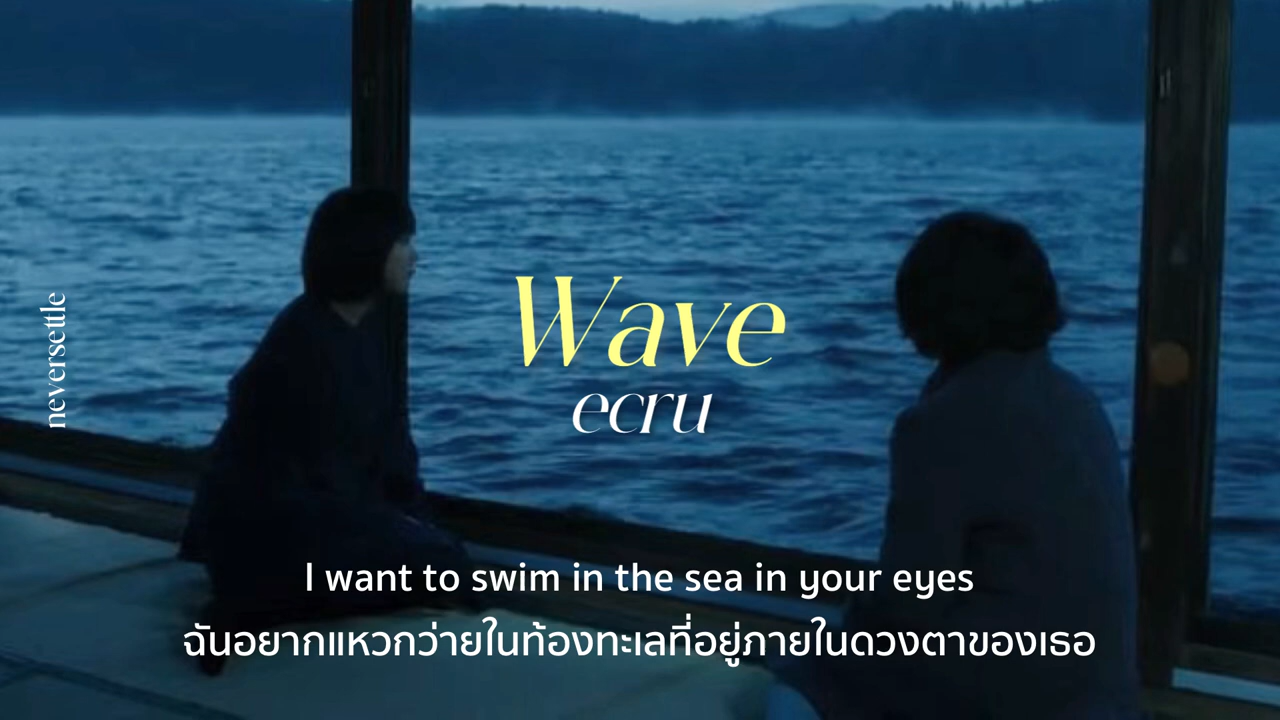 neversettle
Wave
ecru
I want to swim in the sea in your eyes
ฉันอยากแหวกว่ายในท้องทะเลที่อยู่ภายในดวงตาของเธอ